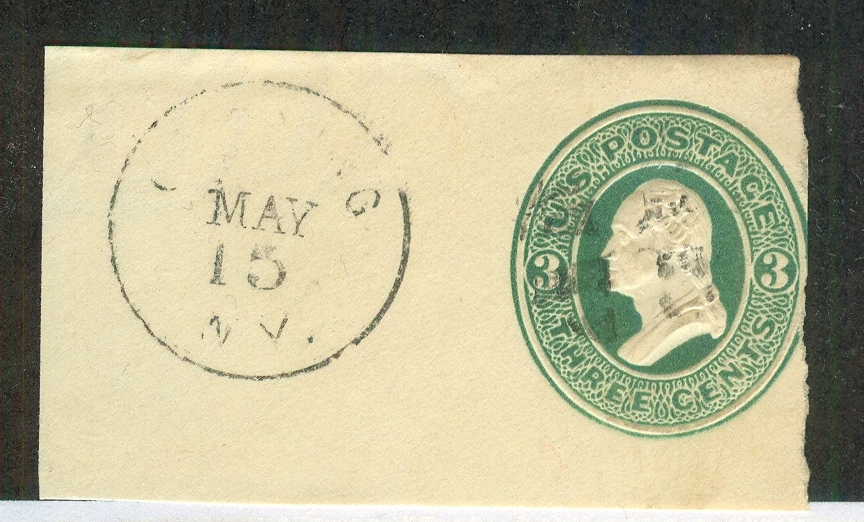 MAY
15
N Y.
U.S POSTAGE
3 3
THREE CENTS